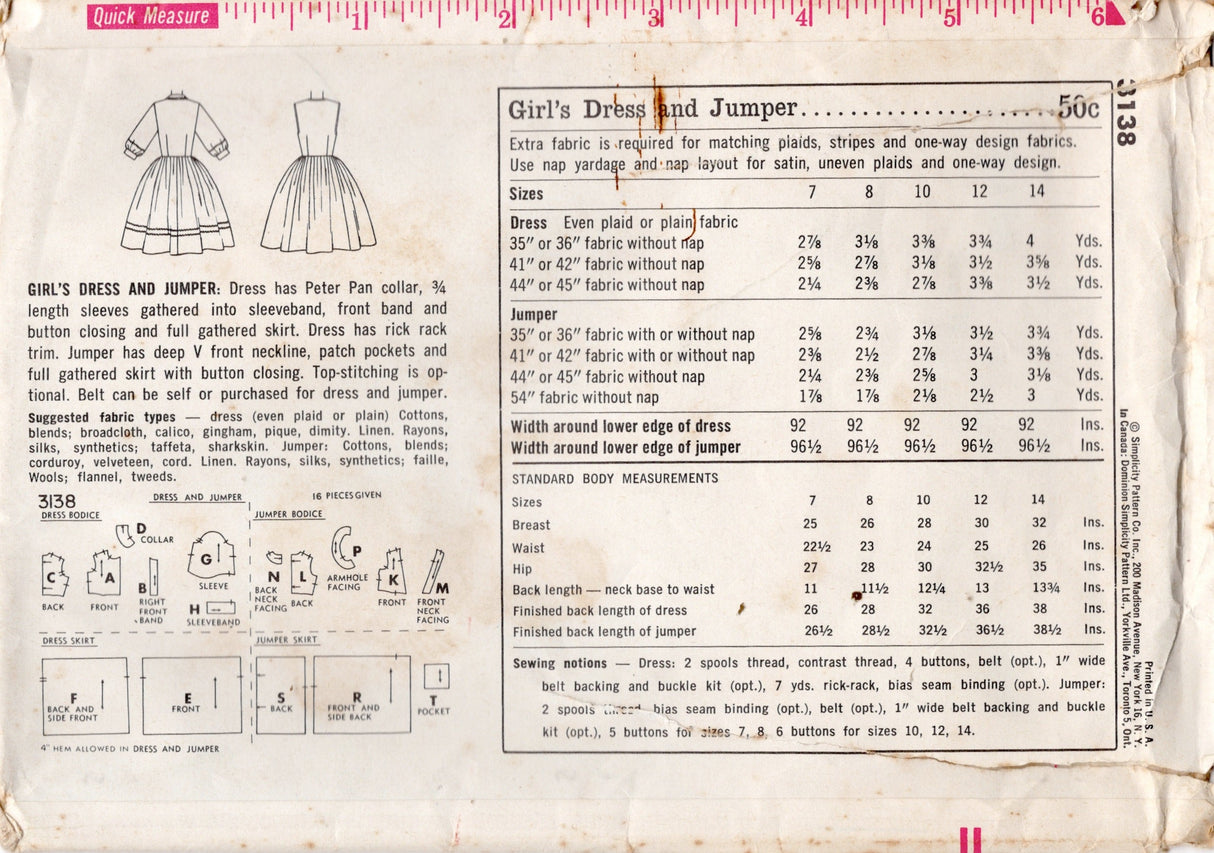 Quick Measure 1 2 3 4 5 6
GIRL'S DRESS AND JUMPER: Dress has Peter Pan collar, ¾
length sleeves gathered into sleeveband, front band and
button closing and full gathered skirt. Dress has rick rack
trim. Jumper has deep V front neckline, patch pockets and
full gathered skirt with button closing. Top-stitching is op-
tional. Belt can be self or purchased for dress and jumper.
Suggested fabric types — dress (even plaid or plain) Cottons,
blends; broadcloth, calico, gingham, pique, dimity. Linen. Rayons,
silks, synthetics; taffeta, sharkskin. Jumper: Cottons, blends;
corduroy, velveteen, cord. Linen. Rayons, silks, synthetics; faille,
Wools; flannel, tweeds.
3138 DRESS AND JUMPER 16 PIECES GIVEN
DRESS BODICE
D
COLLAR
C
BACK
A
FRONT
B
RIGHT
FRONT
BAND
G
SLEEVE
H
SLEEVEBAND
JUMPER BODICE
N
BACK
NECK
FACING
L
BACK
P
ARMHOLE
FACING
K
FRONT
M
FRONT
NECK
FACING
DRESS SKIRT
F
BACK AND
SIDE FRONT
E
FRONT
JUMPER SKIRT
S
BACK
R
FRONT AND
SIDE BACK
T
POCKET
4" HEM ALLOWED IN DRESS AND JUMPER
Girl's Dress and Jumper..................... 50c
Extra fabric is required for matching plaids, stripes and one-way design fabrics.
Use nap yardage and nap layout for satin, uneven plaids and one-way design.
Sizes 7 8 10 12 14
Dress Even plaid or plain fabric
35" or 36" fabric without nap 2⅞ 3⅛ 3⅜ 3¾ 4 Yds.
41" or 42" fabric without nap 2⅝ 2⅞ 3⅛ 3½ 3⅝ Yds.
44" or 45" fabric without nap 2¼ 2⅜ 2⅞ 3⅜ 3½ Yds.
Jumper
35" or 36" fabric with or without nap 2⅝ 2¾ 3⅛ 3½ 3¾ Yds.
41" or 42" fabric with or without nap 2⅜ 2½ 2⅞ 3¼ 3⅜ Yds.
44" or 45" fabric without nap 2¼ 2⅜ 2⅝ 3 3⅛ Yds.
54" fabric without nap 1⅞ 1⅞ 2⅛ 2½ 3 Yds.
Width around lower edge of dress 92 92 92 92 92 Ins.
Width around lower edge of jumper 96½ 96½ 96½ 96½ 96½ Ins.
STANDARD BODY MEASUREMENTS
Sizes 7 8 10 12 14
Breast 25 26 28 30 32 Ins.
Waist 22½ 23 24 25 26 Ins.
Hip 27 28 30 32½ 35 Ins.
Back length — neck base to waist 11 11½ 12¼ 13 13¾ Ins.
Finished back length of dress 26 28 32 36 38 Ins.
Finished back length of jumper 26½ 28½ 32½ 36½ 38½ Ins.
Sewing notions — Dress: 2 spools thread, contrast thread, 4 buttons, belt (opt.), 1" wide
belt backing and buckle kit (opt.), 7 yds. rick-rack, bias seam binding (opt.). Jumper:
2 spools thread bias seam binding (opt.), belt (opt.), 1" wide belt backing and buckle
kit (opt.), 5 buttons for sizes 7, 8, 6 buttons for sizes 10, 12, 14.
3138
© Simplicity Pattern Co. Inc., 200 Madison Avenue, New York 16, N. Y.
In Canada: Dominion Simplicity Pattern Ltd., Yorkville Ave., Toronto 5, Ont.
Printed in U. S. A.